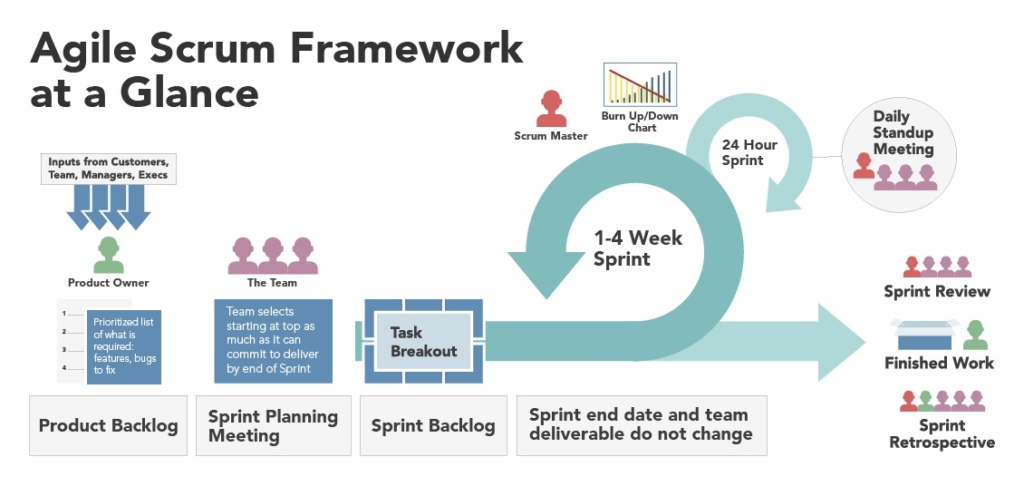 Agile Scrum Framework
at a Glance
Inputs from Customers,
Team, Managers, Execs
Product Owner
1
2
3
4
Prioritized list
of what is
required:
features, bugs
to fix
Product Backlog
The Team
Team selects
starting at top as
much as it can
commit to deliver
by end of Sprint
Sprint Planning
Meeting
Task
Breakout
Sprint Backlog
Scrum Master
Burn Up/Down
Chart
1-4 Week
Sprint
24 Hour
Sprint
Daily
Standup
Meeting
Sprint end date and team
deliverable do not change
Sprint Review
Finished Work
Sprint
Retrospective